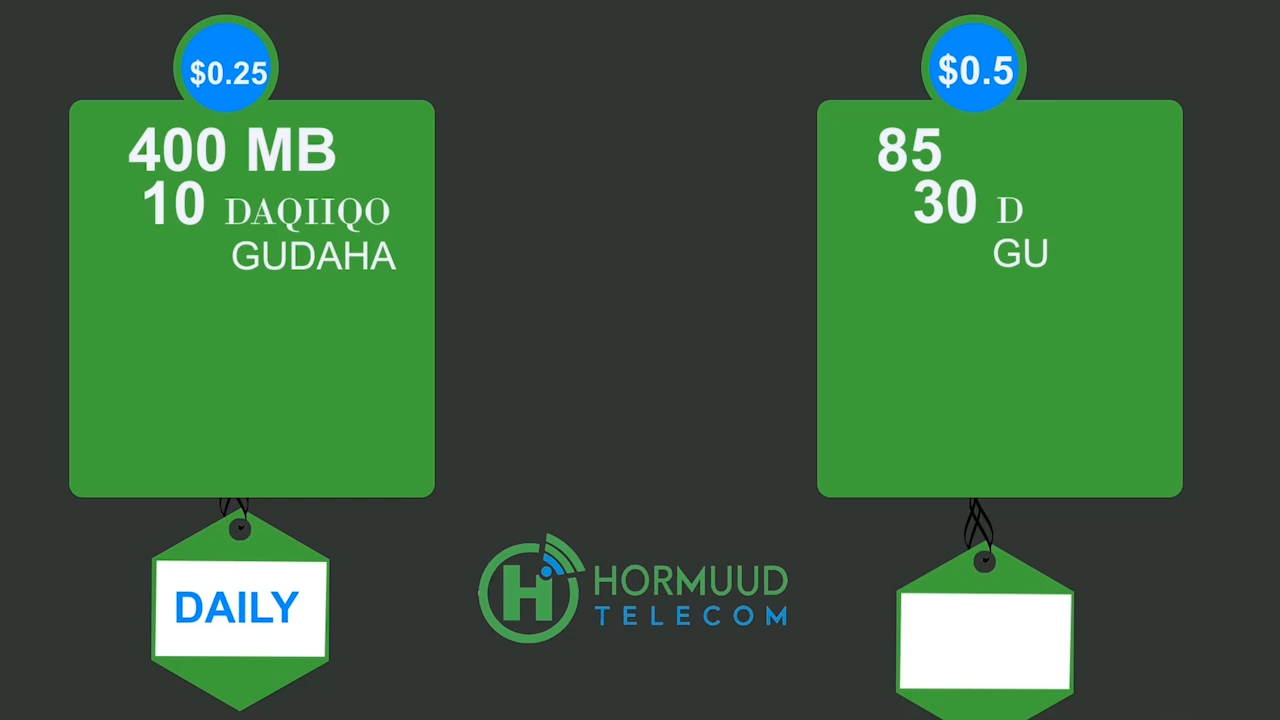 $0.25
400 MB
10 DAQIIQO
GUDAHA
DAILY
$0.5
85
30 D
GU
HORMUUD
TELECOM